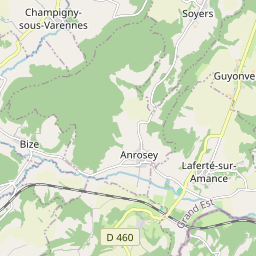 Champigny-
sous-Varennes
Soyers
Guyonve
Bize
Anrosey
Laferté-sur-
Amance
Grand Est
D 460